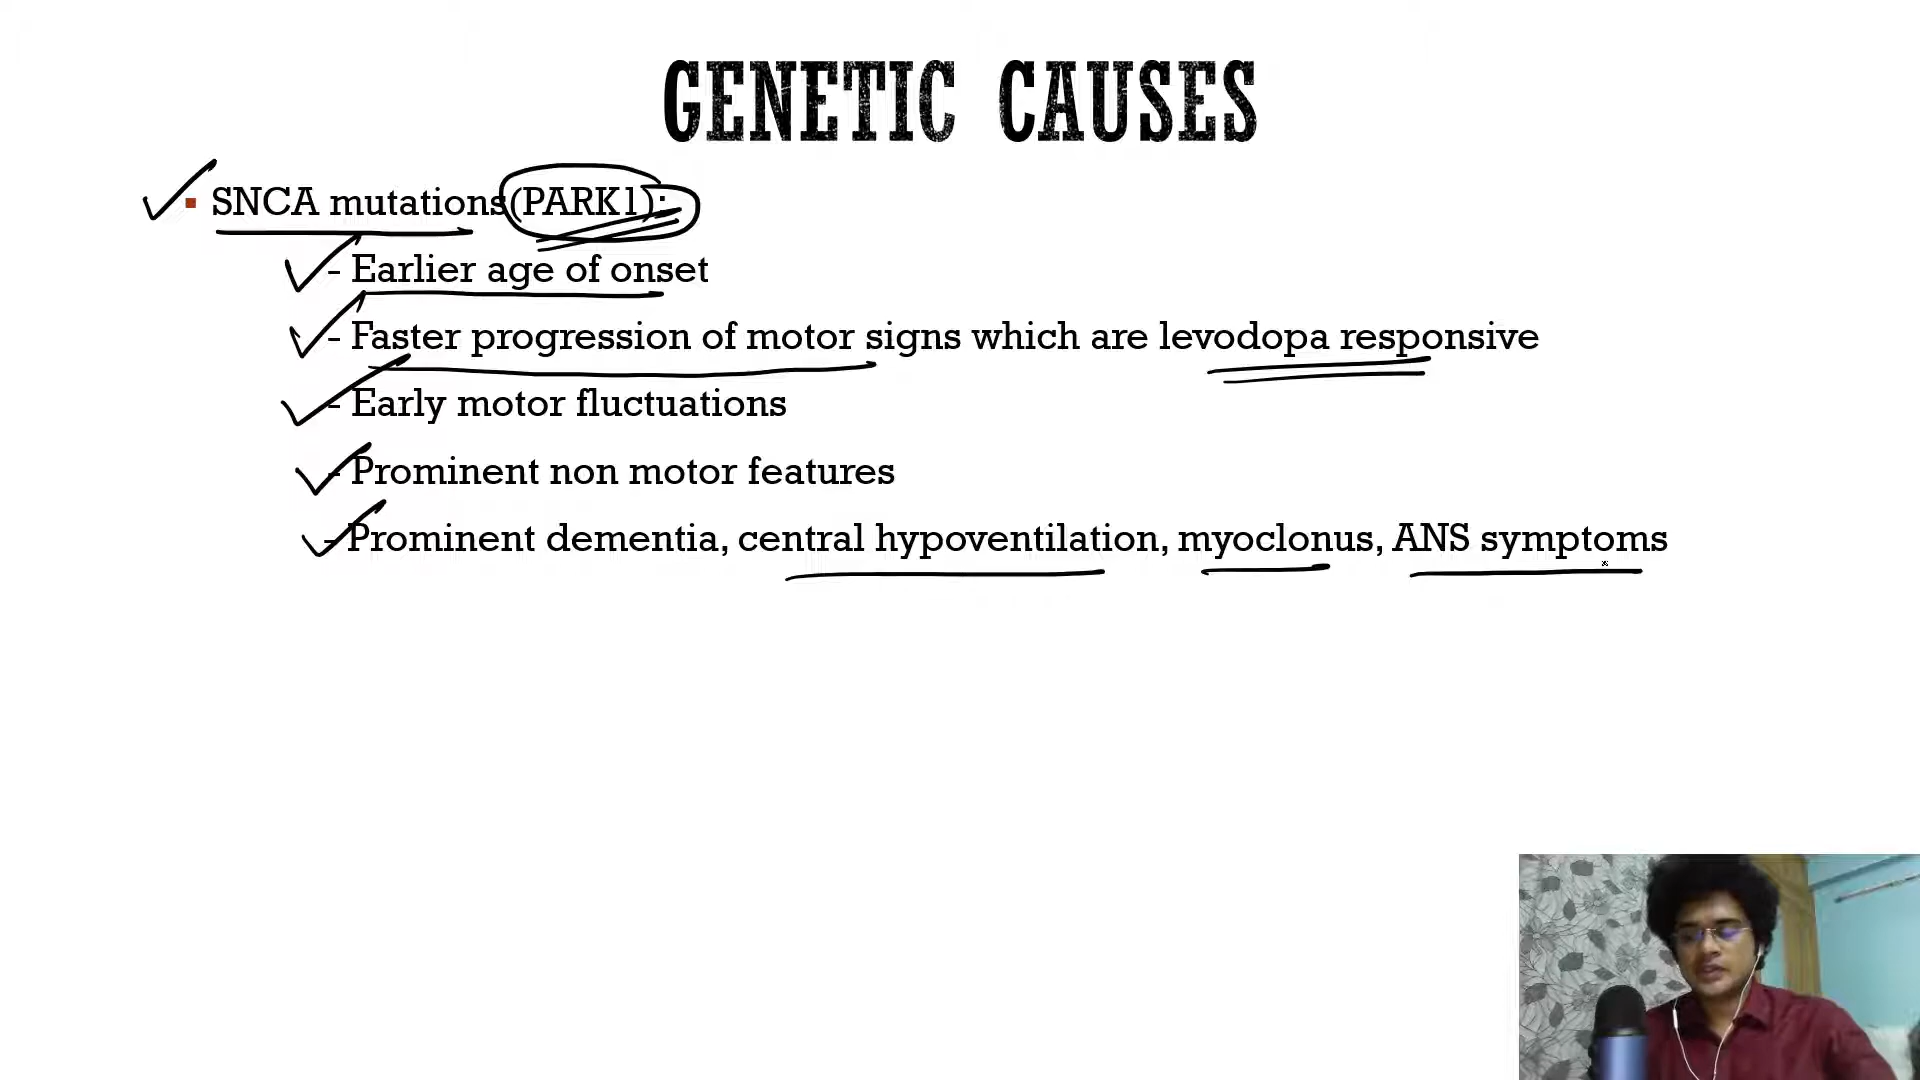 GENETIC CAUSES
▪ SNCA mutations (PARK1):
- Earlier age of onset
- Faster progression of motor signs which are levodopa responsive
- Early motor fluctuations
- Prominent non motor features
- Prominent dementia, central hypoventilation, myoclonus, ANS symptoms